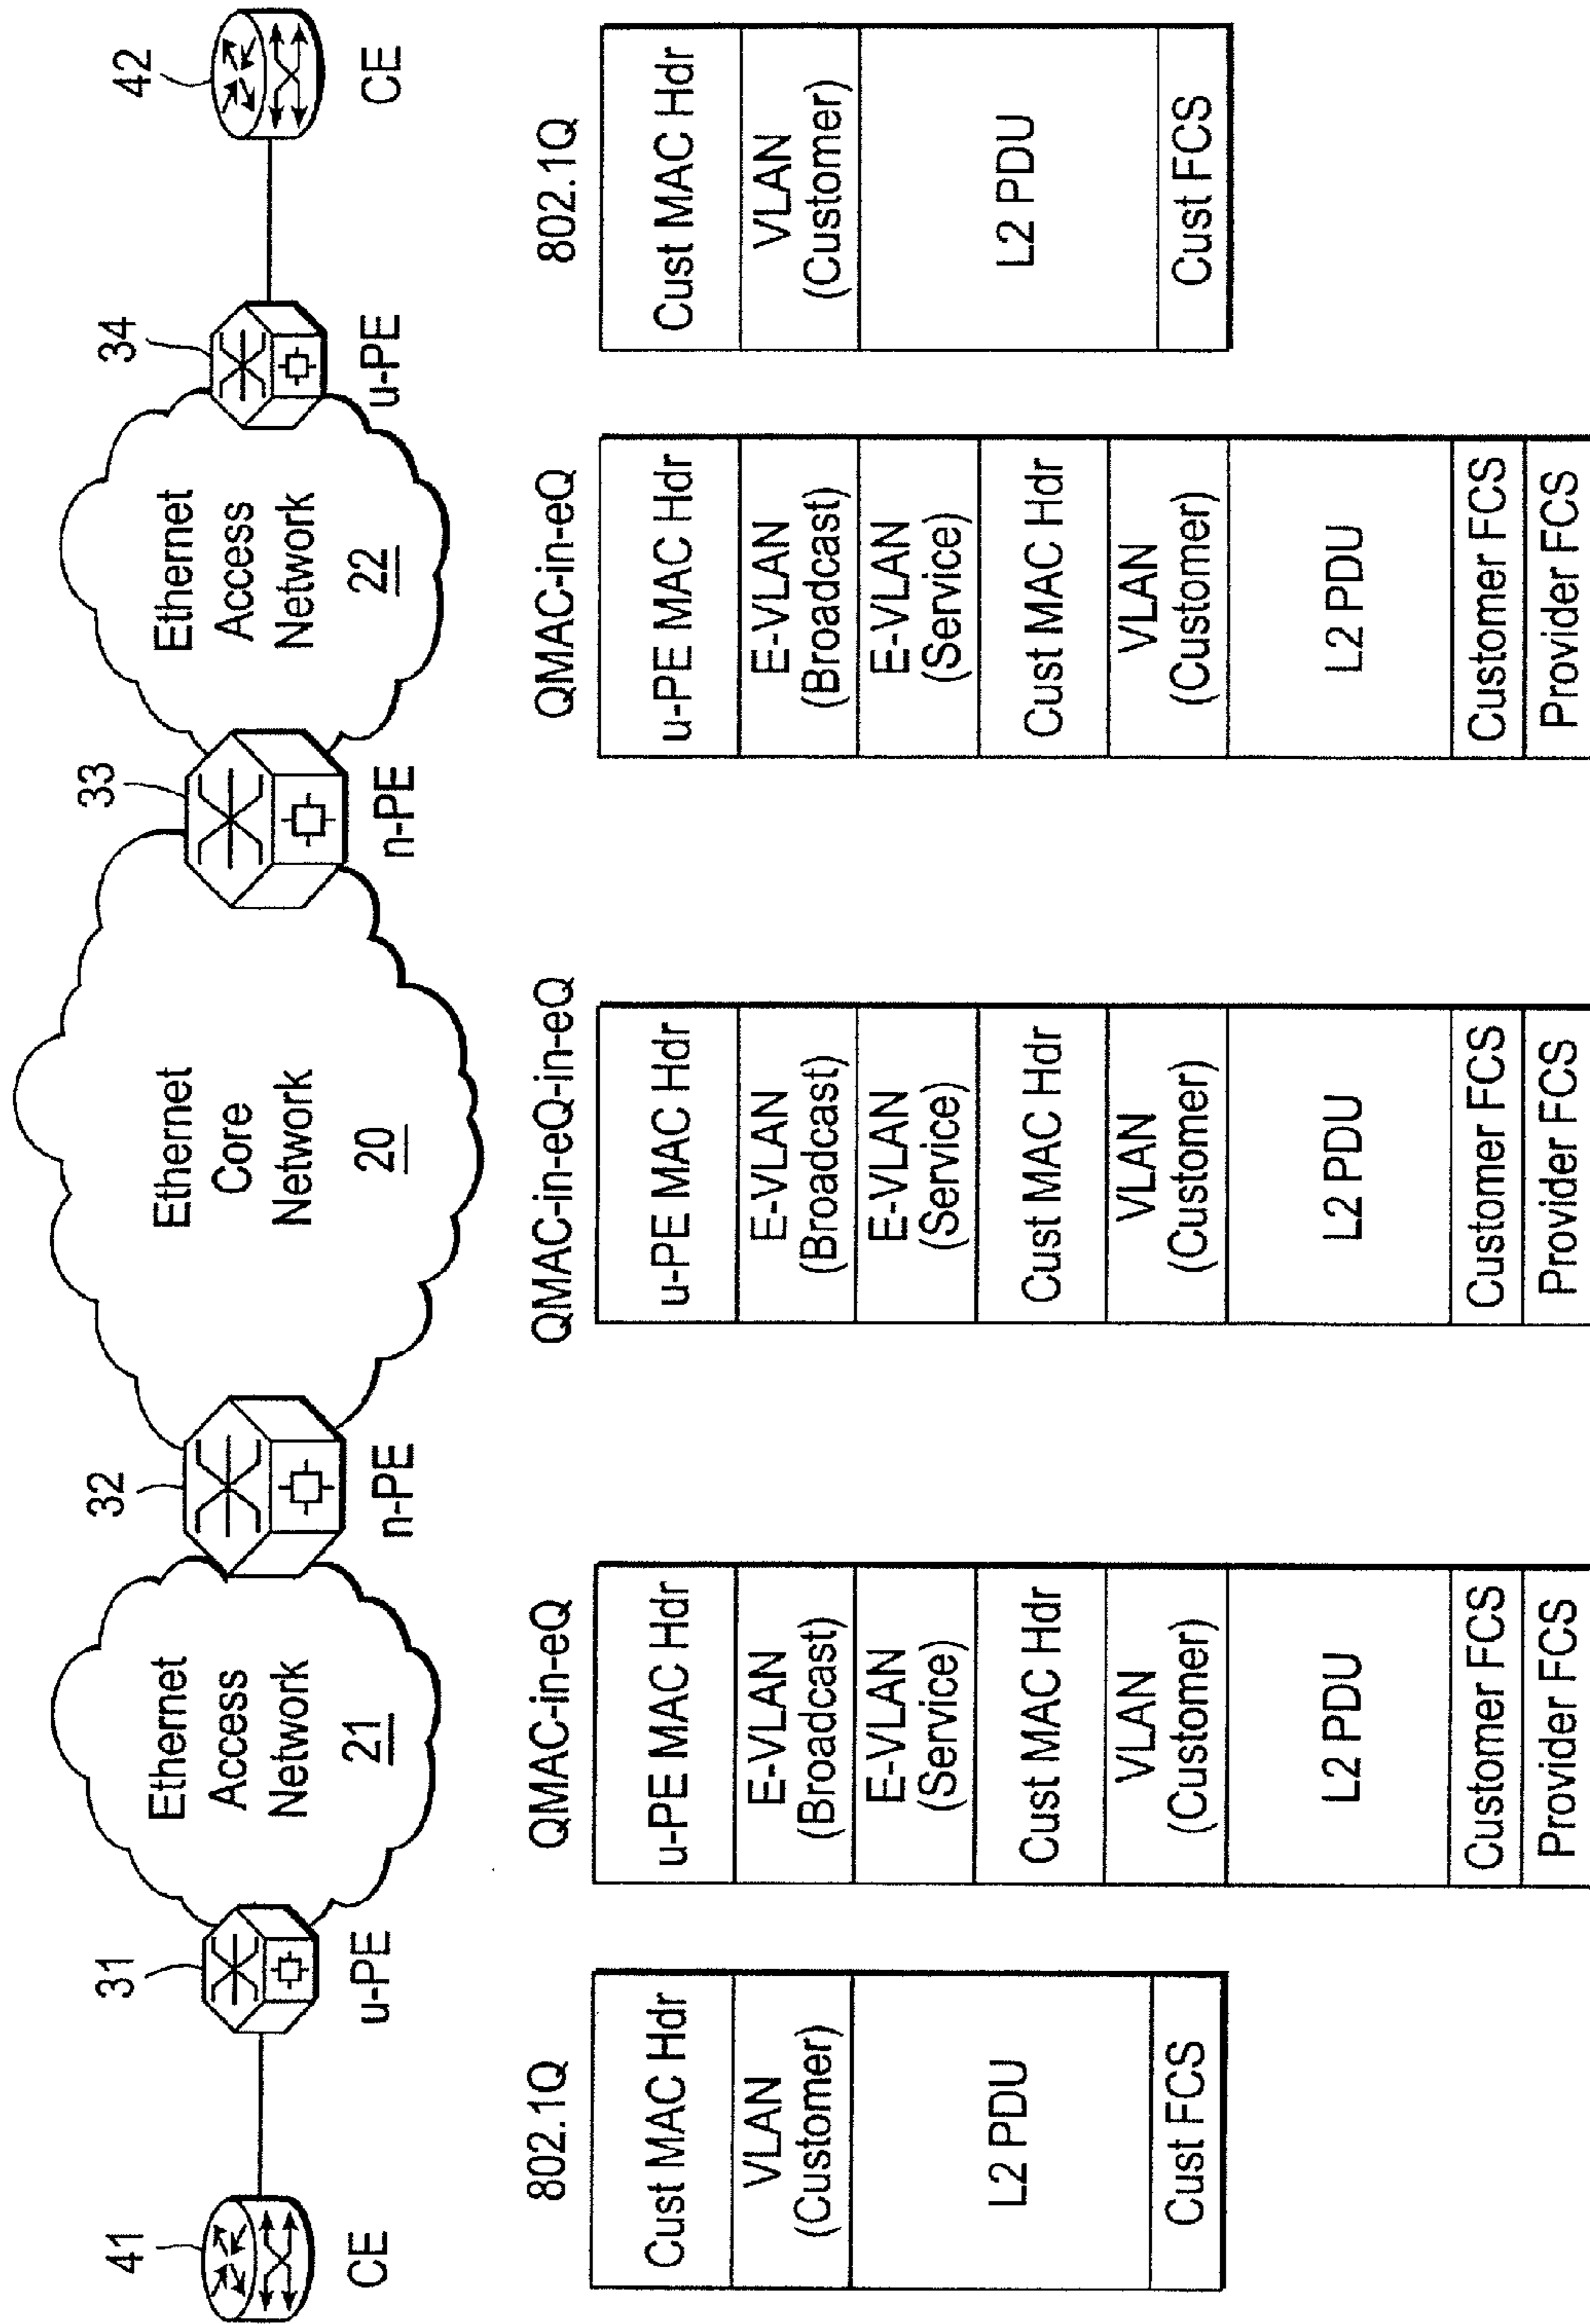 41
CE
31
u-PE
Ethernet
Access
Network
21
32
n-PE
Ethernet
Core
Network
20
33
n-PE
Ethernet
Access
Network
22
34
u-PE
42
CE
802.1Q
Cust MAC Hdr
VLAN
(Customer)
L2 PDU
Cust FCS
QMAC-in-eQ
u-PE MAC Hdr
E-VLAN
(Broadcast)
E-VLAN
(Service)
Cust MAC Hdr
VLAN
(Customer)
L2 PDU
Customer FCS
Provider FCS
QMAC-in-eQ-in-eQ
u-PE MAC Hdr
E-VLAN
(Broadcast)
E-VLAN
(Service)
Cust MAC Hdr
VLAN
(Customer)
L2 PDU
Customer FCS
Provider FCS
QMAC-in-eQ
u-PE MAC Hdr
E-VLAN
(Broadcast)
E-VLAN
(Service)
Cust MAC Hdr
VLAN
(Customer)
L2 PDU
Customer FCS
Provider FCS
802.1Q
Cust MAC Hdr
VLAN
(Customer)
L2 PDU
Cust FCS